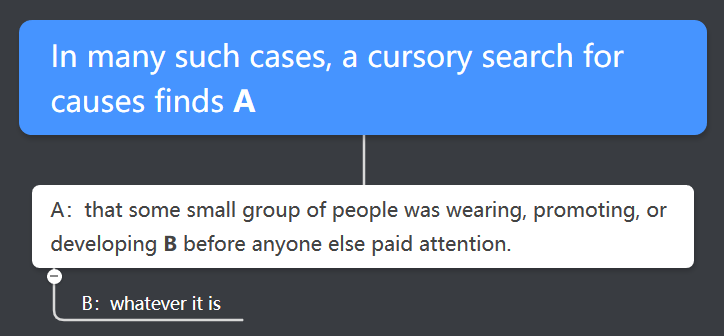 In many such cases, a cursory search for
causes finds A
A：that some small group of people was wearing, promoting, or
developing B before anyone else paid attention.
B：whatever it is